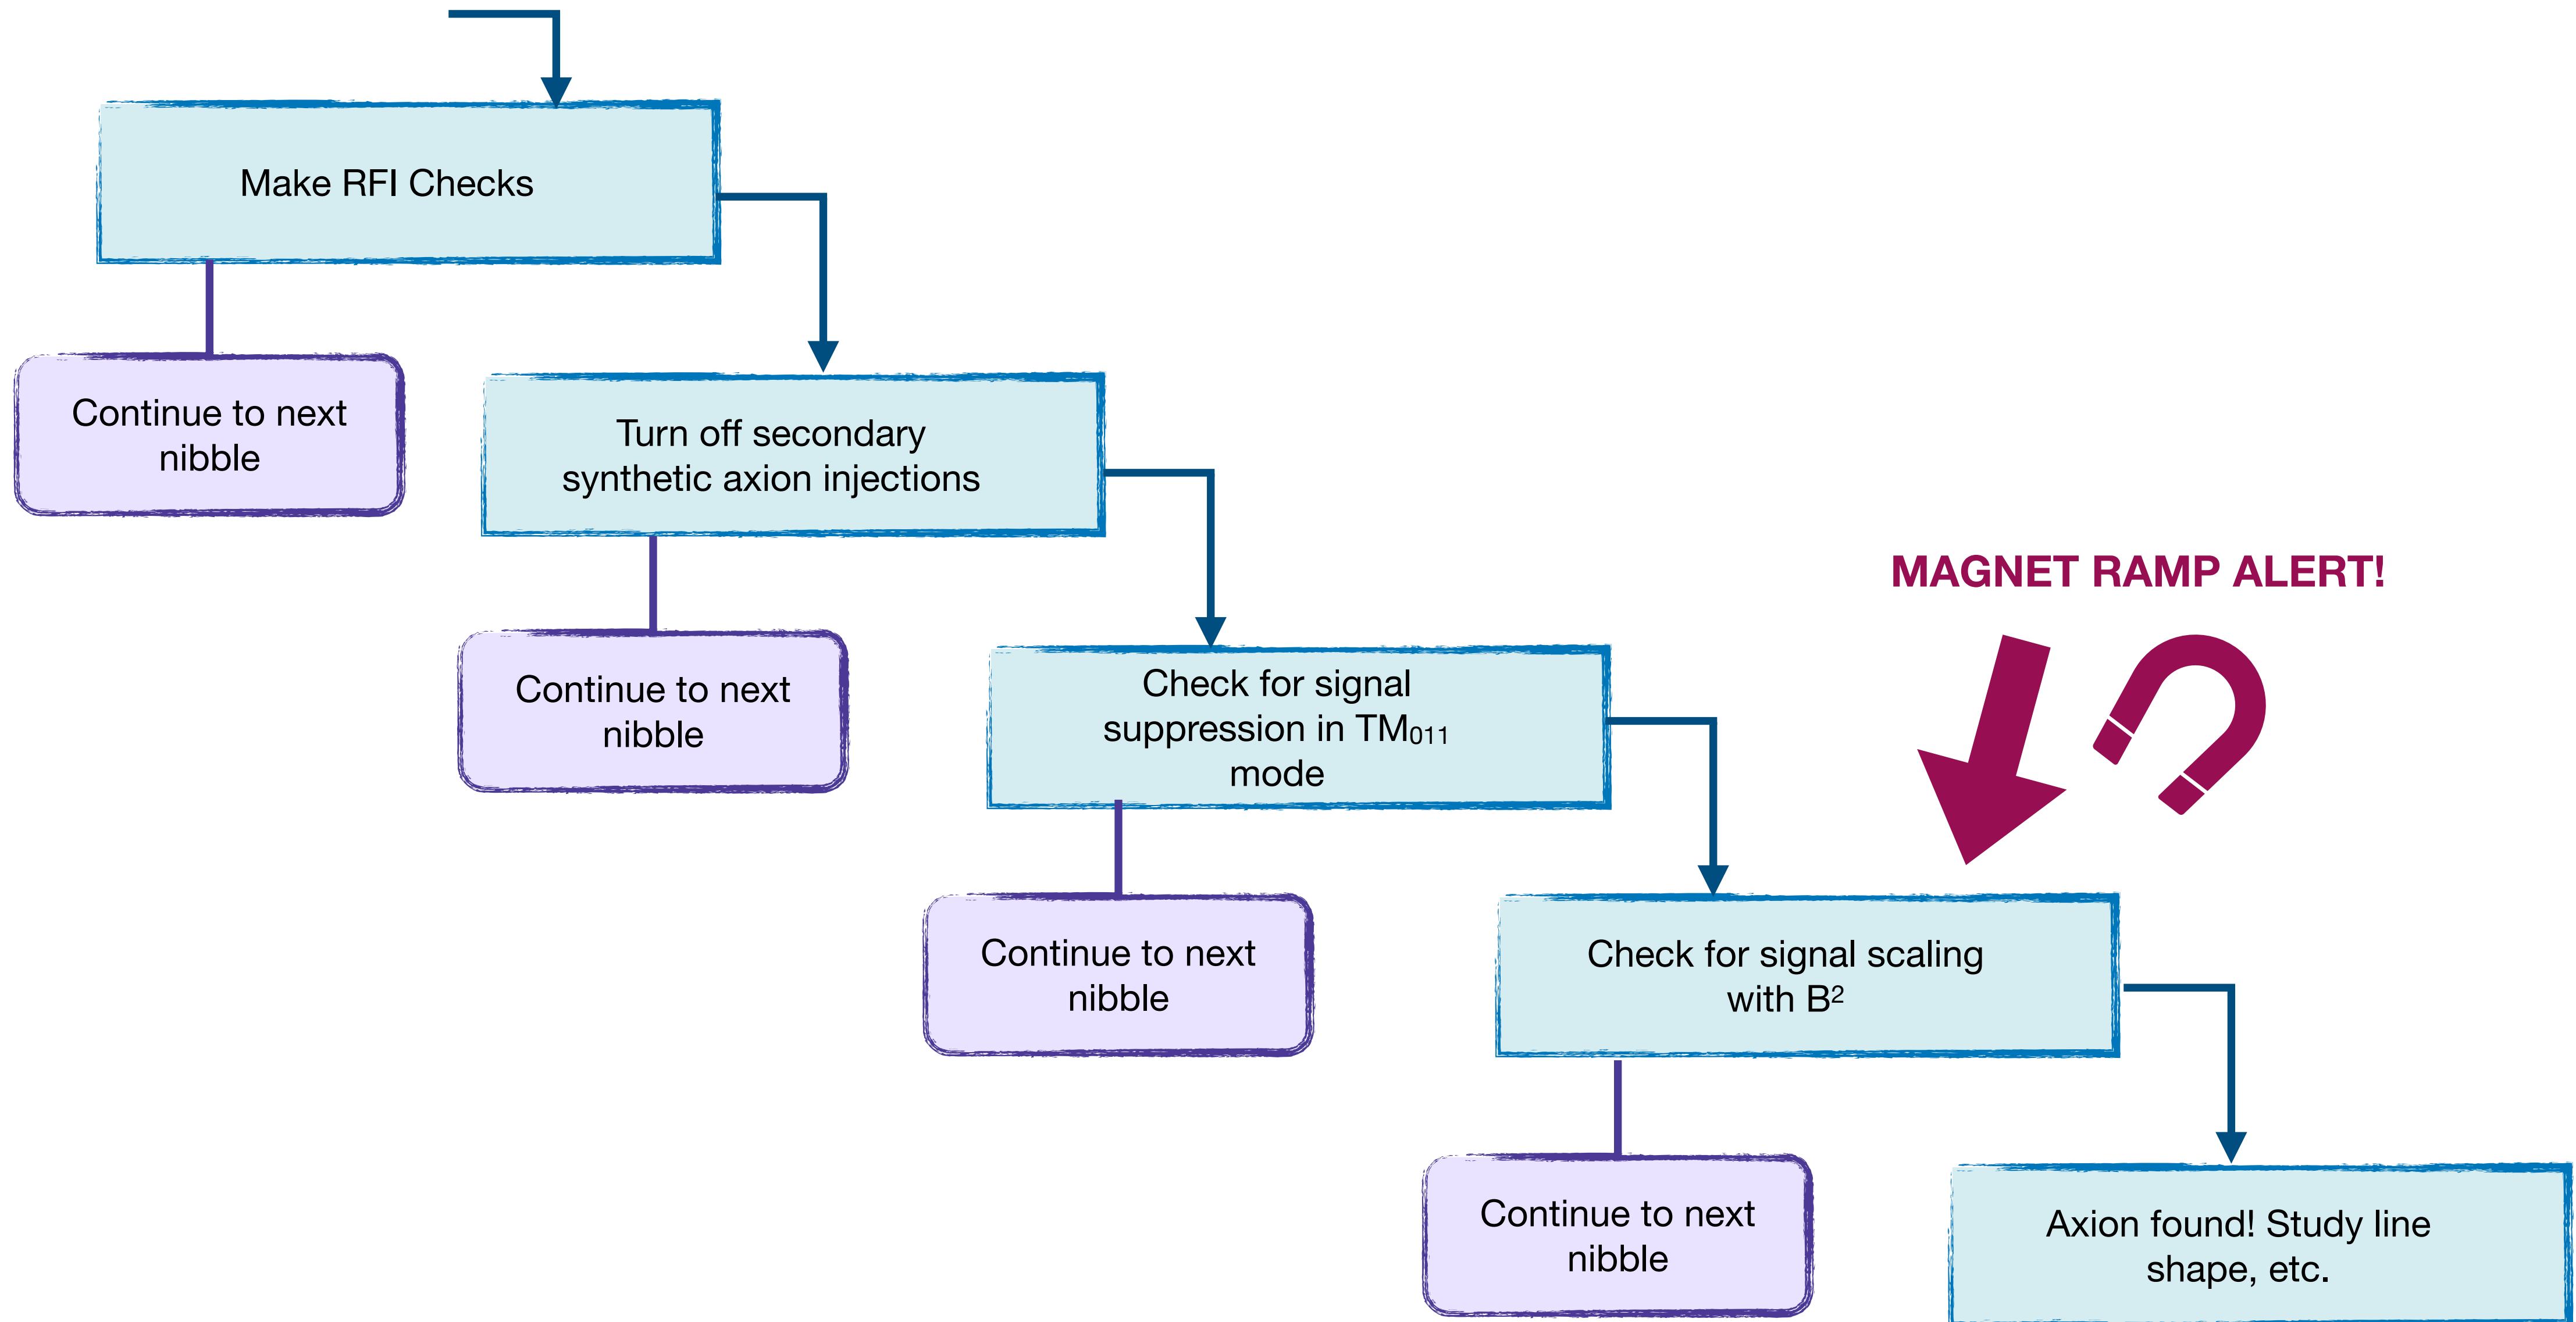 Make RFI Checks
Continue to next
nibble
Turn off secondary
synthetic axion injections
Continue to next
nibble
Check for signal
suppression in TM₀₁₁
mode
Continue to next
nibble
MAGNET RAMP ALERT!
Check for signal scaling
with B²
Continue to next
nibble
Axion found! Study line
shape, etc.